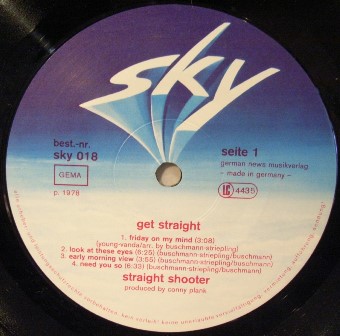 sky
best.-nr.
sky 018
GEMA
p. 1978
seite 1
german news musikverlag
– made in germany –
LC 4435
get straight
1. friday on my mind (3:08)
(young-vanda/arr. by buschmann-striepling)
2. look at these eyes (6:25) (buschmann-striepling)
3. early morning view (3:55) (buschmann-striepling)
4. need you so (6:33) (buschmann-striepling/buschmann)
straight shooter
produced by conny plank